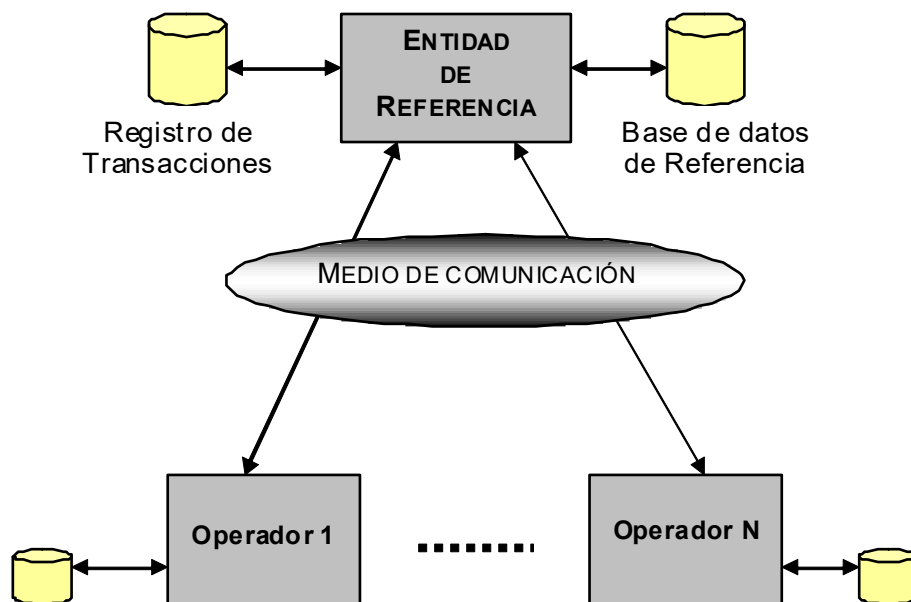 ENTIDAD
DE
REFERENCIA
Registro de
Transacciones
Base de datos
de Referencia
MEDIO DE COMUNICACIÓN
Operador 1
Operador N